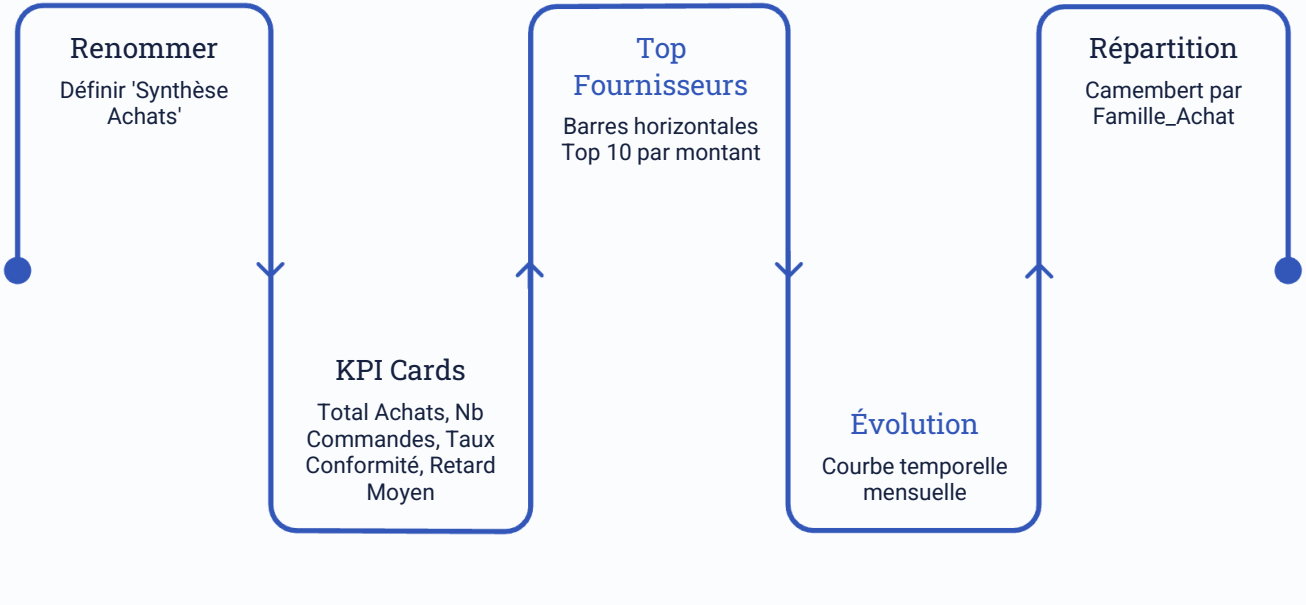 Renommer
Définir 'Synthèse
Achats'
KPI Cards
Total Achats, Nb
Commandes, Taux
Conformité, Retard
Moyen
Top
Fournisseurs
Barres horizontales
Top 10 par montant
Évolution
Courbe temporelle
mensuelle
Répartition
Camembert par
Famille_Achat